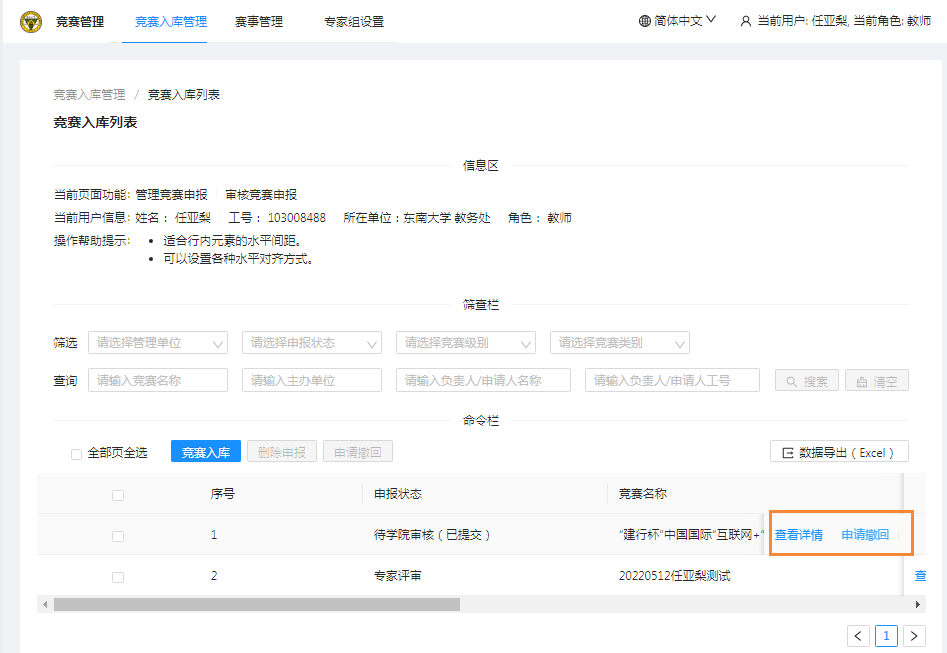 竞赛管理 竞赛入库管理 赛事管理 专家组设置 简体中文 当前用户: 任亚梨, 当前角色: 教师
竞赛入库管理 / 竞赛入库列表
竞赛入库列表
信息区
当前页面功能: 管理竞赛申报 审核竞赛申报
当前用户信息: 姓名： 任亚梨 工号： 103008488 所在单位：东南大学 教务处 角色： 教师
操作帮助提示: • 适合行内元素的水平间距。
• 可以设置各种水平对齐方式。
筛查栏
筛选 请选择管理单位 请选择申报状态 请选择竞赛级别 请选择竞赛类别
查询 请输入竞赛名称 请输入主办单位 请输入负责人/申请人名称 请输入负责人/申请人工号 搜索 清空
命令栏
全部页全选 竞赛入库 删除申报 申请撤回 数据导出（Excel）
序号 申报状态 竞赛名称
1 待学院审核（已提交） "建行杯"中国国际"互联网+" 查看详情 申请撤回
2 专家评审 20220512任亚梨测试 查
< 1 >